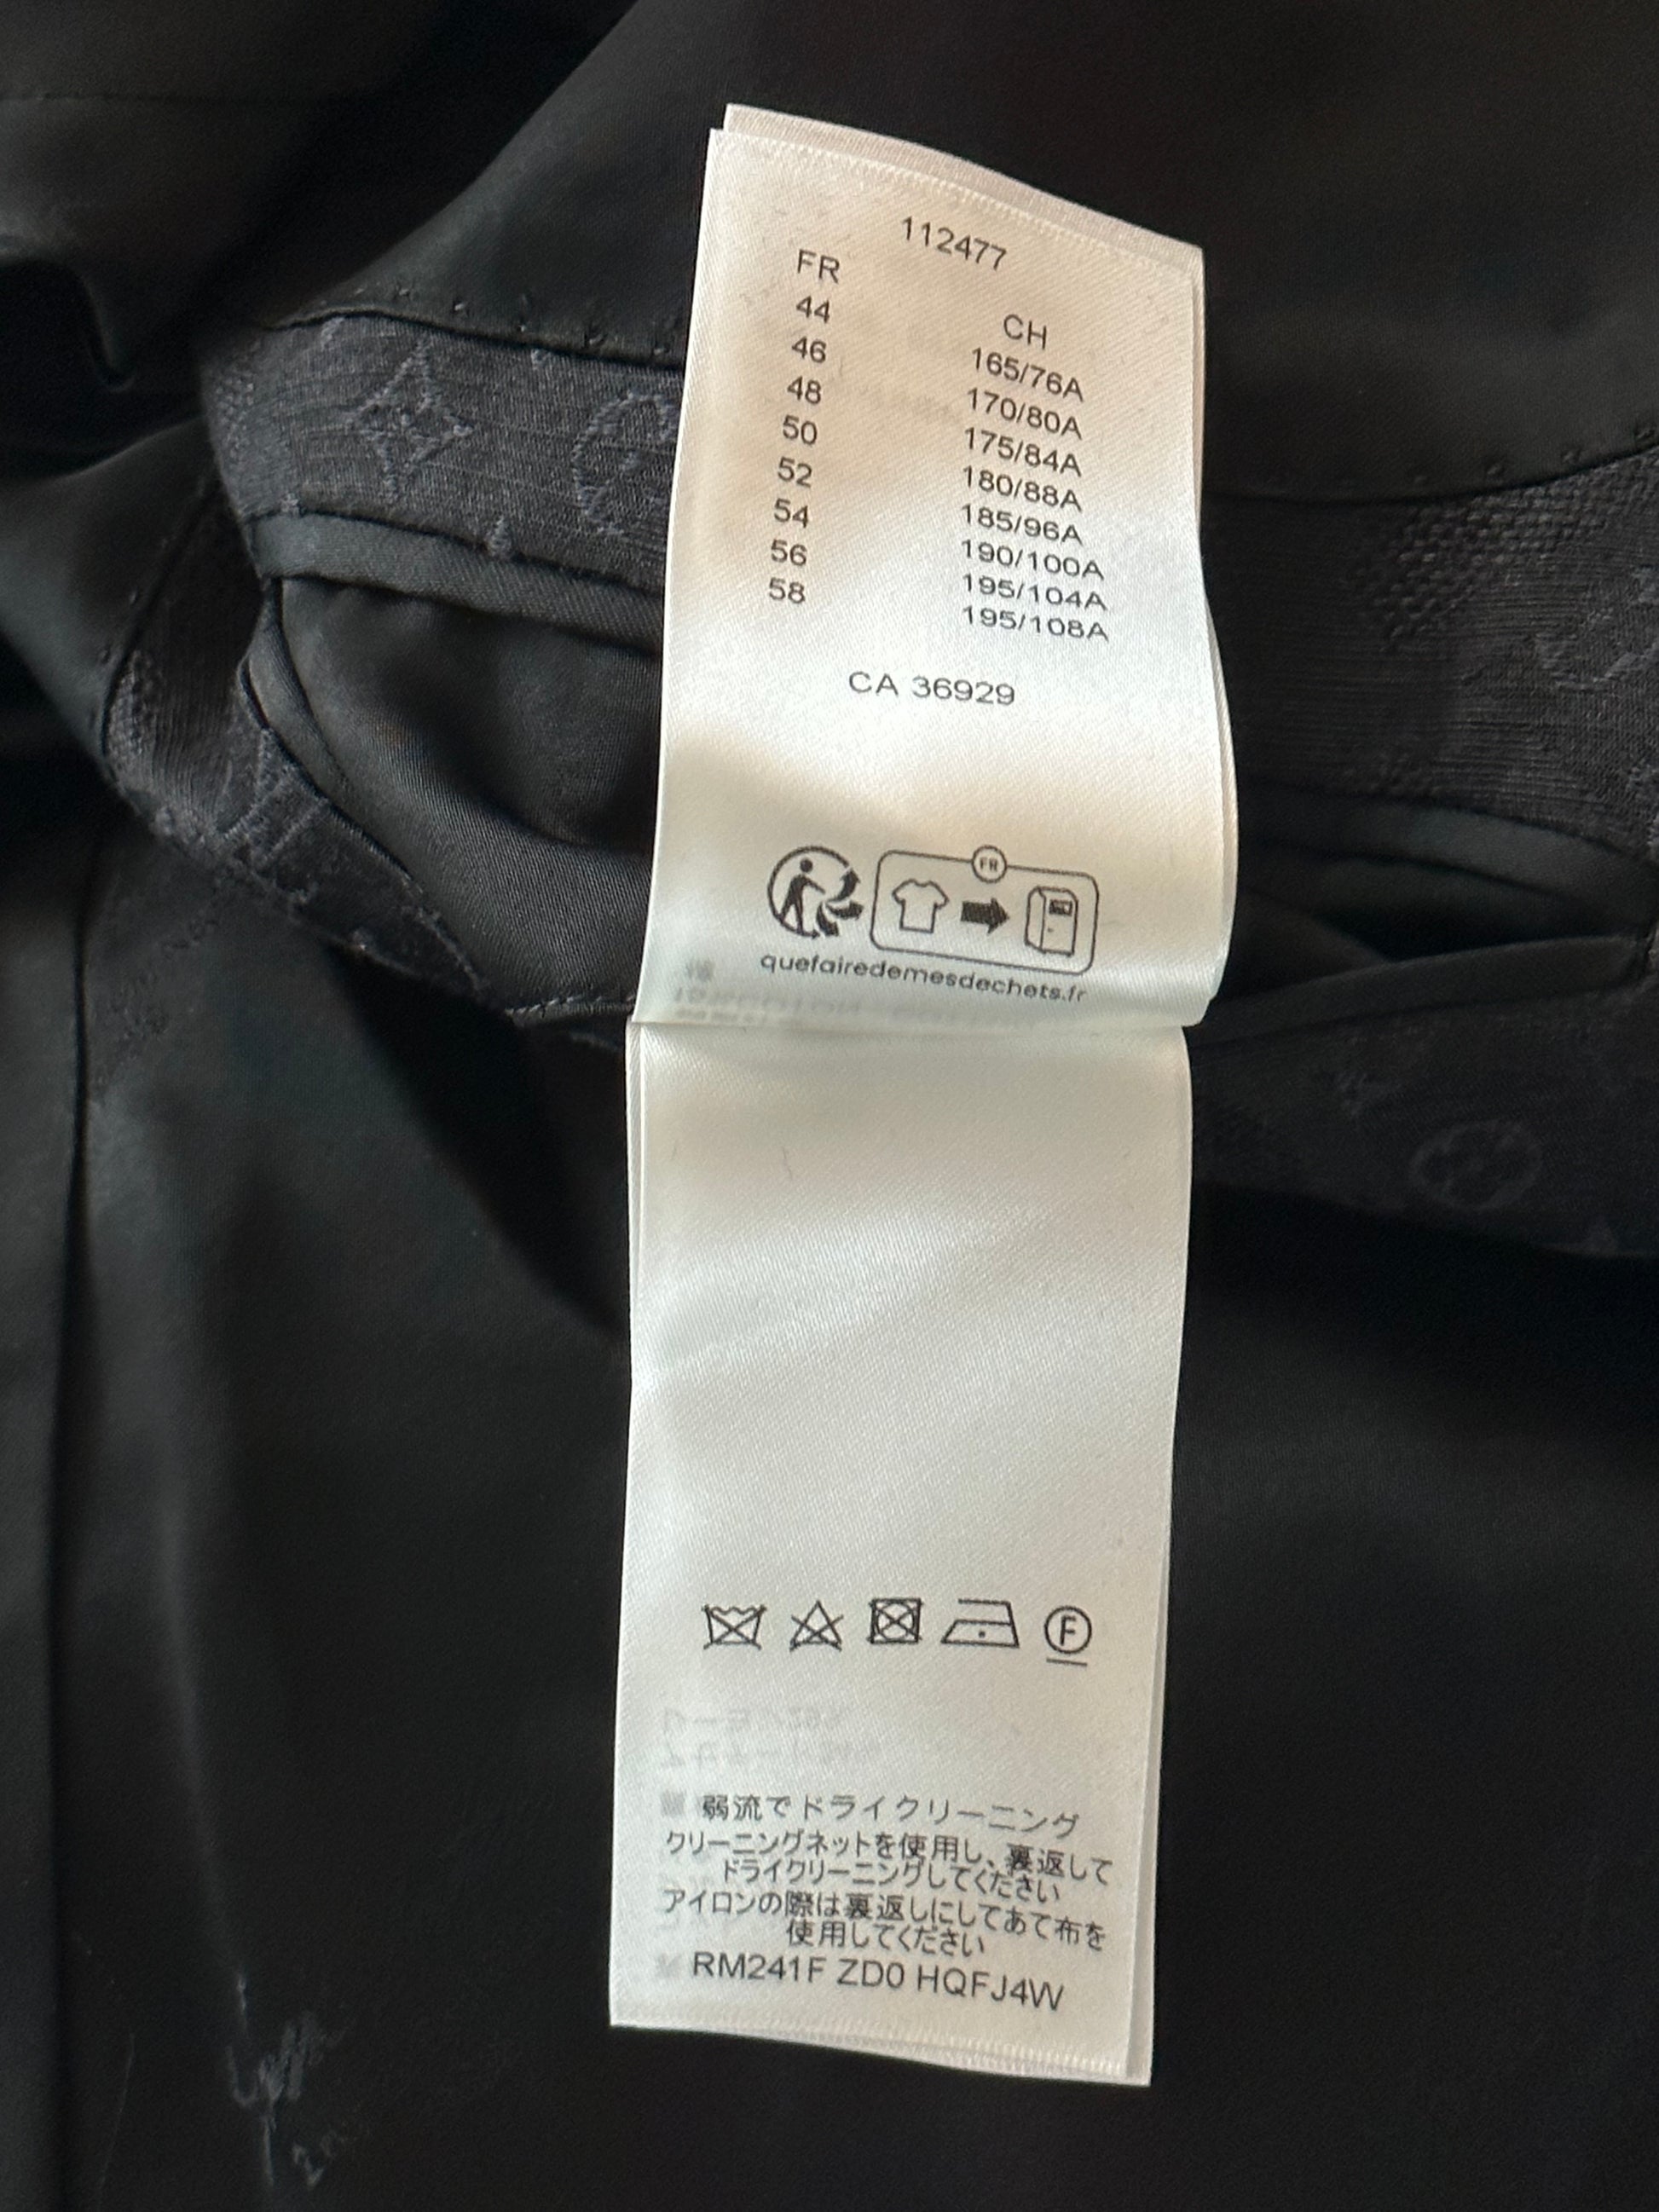 112477
FR CH
44 165/76A
46 170/80A
48 175/84A
50 180/88A
52 185/96A
54 190/100A
56 195/104A
58 195/108A
CA 36929
FR
quefairedemesdechets.fr
F
弱流でドライクリーニング
クリーニングネットを使用し、裏返して
ドライクリーニングしてください
アイロンの際は裏返しにしてあて布を
使用してください
RM241F ZD0 HQFJ4W